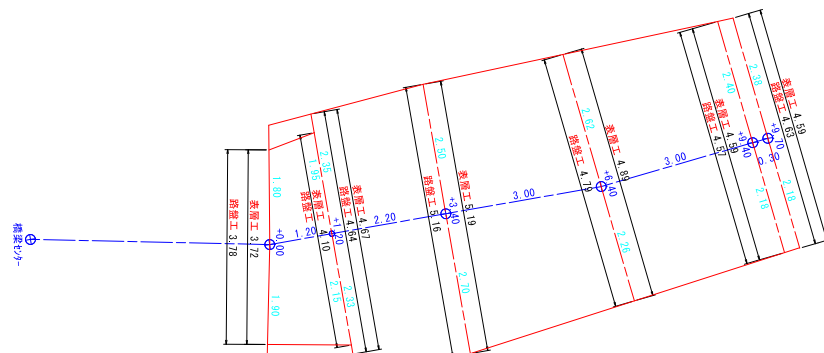 橋梁センター
路盤工 3.78
表層工 3.72
1.80
1.90
+0.00
1.20
路盤工 4.10
表層工
1.95
2.15
+1.20
2.35
2.33
路盤工 4.64
表層工 4.67
2.20
路盤工 5.16
2.50
+3.40
2.70
表層工 5.19
3.00
路盤工 4.79
2.62
+6.40
2.26
表層工 4.89
3.00
路盤工 4.57
表層工 4.59
2.40
+9.40
2.18
0.30
2.38
+9.70
2.18
路盤工 4.63
表層工 4.59